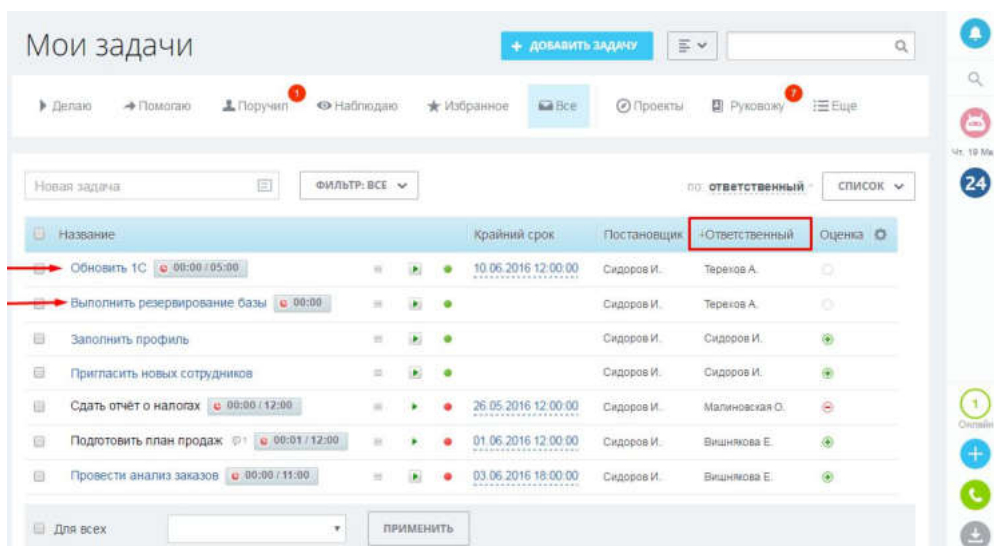 Мои задачи
+ ДОБАВИТЬ ЗАДАЧУ
Делаю Помогаю Поручил 1 Наблюдаю Избранное Все Проекты Руковожу 7 Еще
Чт, 19 Ма
24
Новая задача ФИЛЬТР: ВСЕ по: ответственный СПИСОК
Название Крайний срок Постановщик Ответственный Оценка
Обновить 1С 00:00 / 05:00 10.06.2016 12:00:00 Сидоров И. Терехов А.
Выполнить резервирование базы 00:00 Сидоров И. Терехов А.
Заполнить профиль Сидоров И. Сидоров И.
Пригласить новых сотрудников Сидоров И. Сидоров И.
Сдать отчёт о налогах 00:00 / 12:00 26.05.2016 12:00:00 Сидоров И. Малиновская О.
Подготовить план продаж 1 00:01 / 12:00 01.06.2016 12:00:00 Сидоров И. Вишнякова Е.
Провести анализ заказов 00:00 / 11:00 03.06.2016 18:00:00 Сидоров И. Вишнякова Е.
1
Онлайн
Для всех ПРИМЕНИТЬ